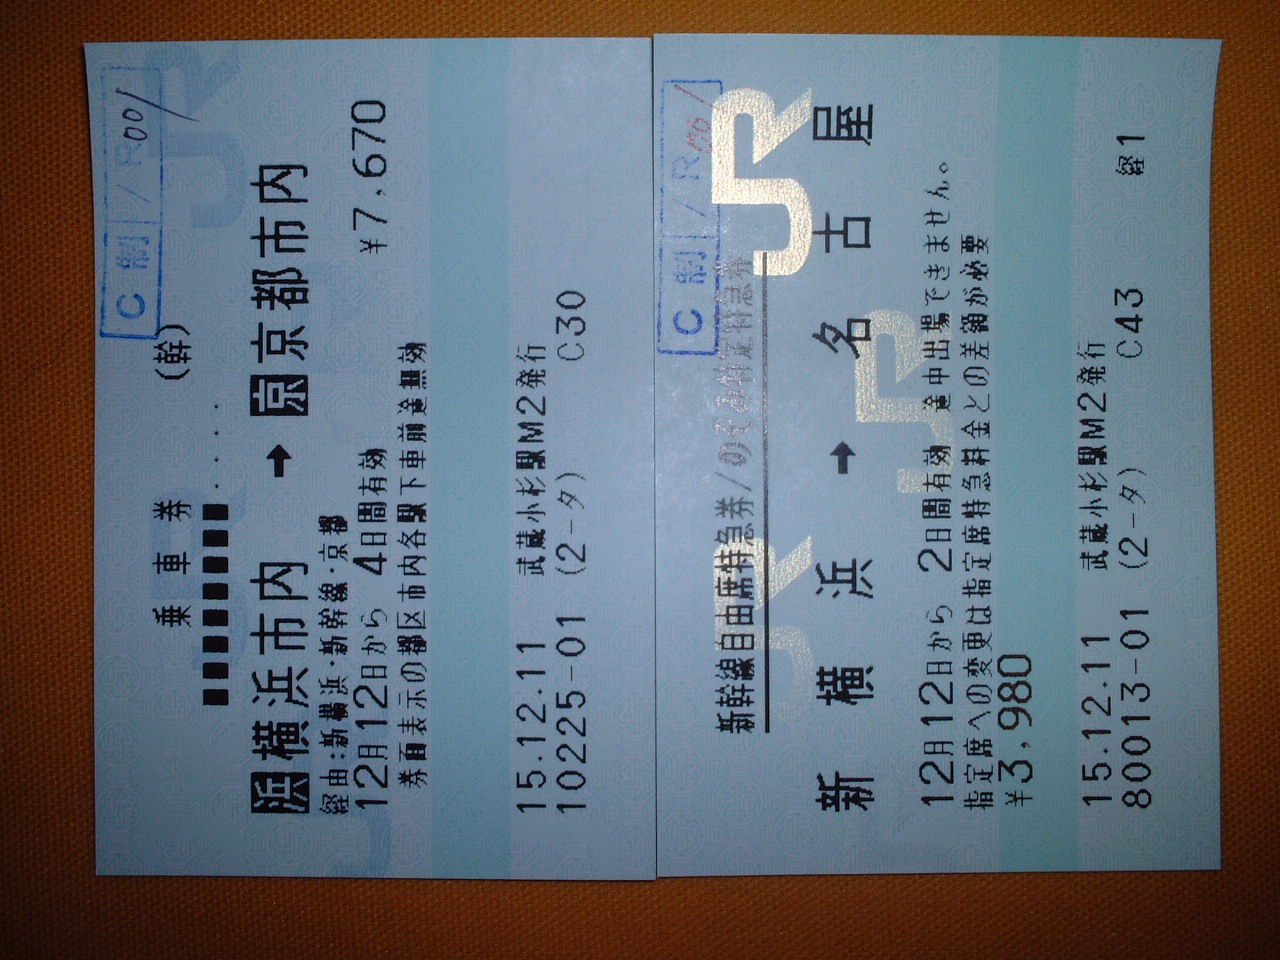 C 制 / R 001
乗車券
(幹)
浜横浜市内 → 京京都市内
経由:新横浜・新幹線・京都
12月12日から 4日間有効
¥7,670
券面表示の都区市内各駅下車前途無効
15.12.11 武蔵小杉駅M2発行
10225-01 (2-タ) C30
C 制 / R
新幹線自由席特急券/のぞみ特定特急券
新横浜 → 名古屋
12月12日から 2日間有効 途中出場できません。
指定席への変更は指定席特急料金との差額が必要
¥3,980
経1
15.12.11 武蔵小杉駅M2発行
80013-01 (2-タ) C43
JR
JR
JR